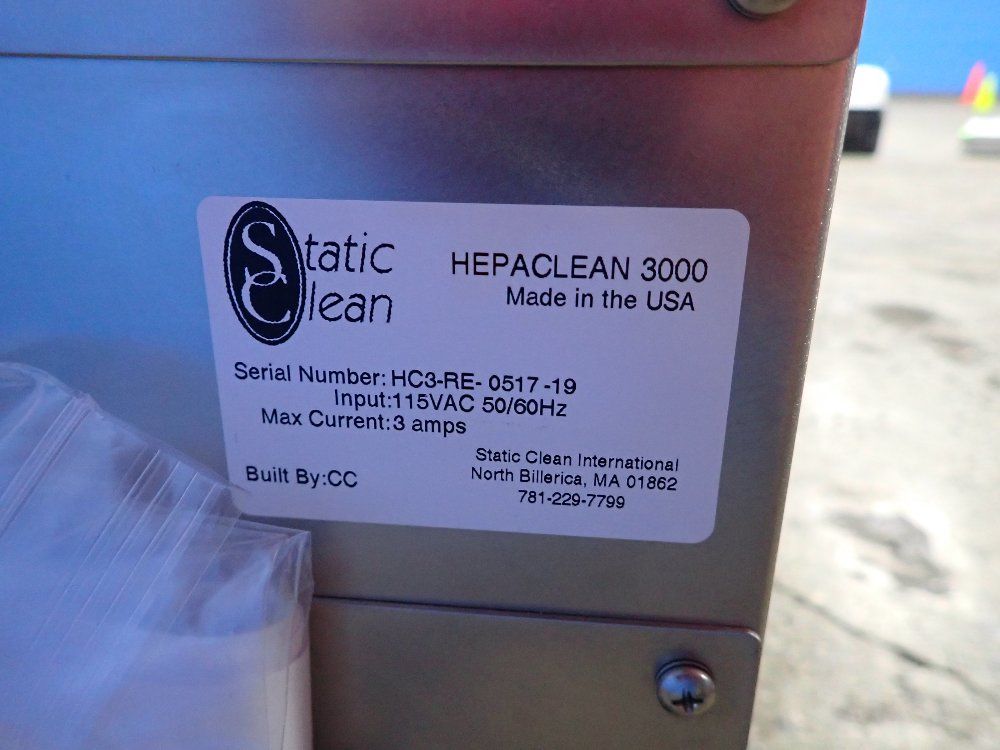 Static
Clean
HEPACLEAN 3000
Made in the USA
Serial Number: HC3-RE- 0517-19
Input:115VAC 50/60Hz
Max Current:3 amps
Built By:CC
Static Clean International
North Billerica, MA 01862
781-229-7799